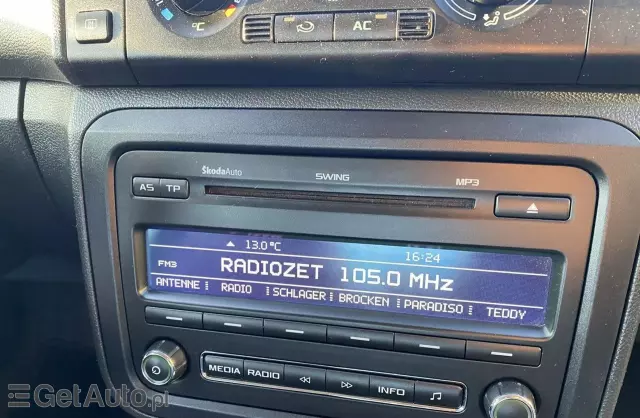 °C
AC
ŠkodaAuto
SWING
MP3
AS TP
13.0°C
16:24
FM3
RADIOZET 105.0 MHz
ANTENNE RADIO SCHLAGER BROCKEN PARADISO TEDDY
MEDIA RADIO INFO
GetAuto.pl